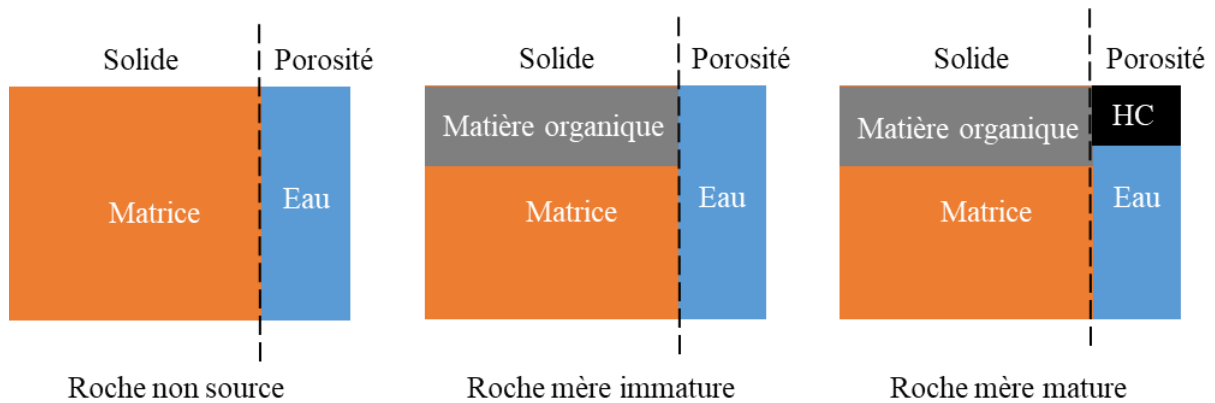 Solide Porosité
Matrice
Eau
Roche non source
Solide Porosité
Matière organique
Matrice
Eau
Roche mère immature
Solide Porosité
Matière organique
HC
Matrice
Eau
Roche mère mature